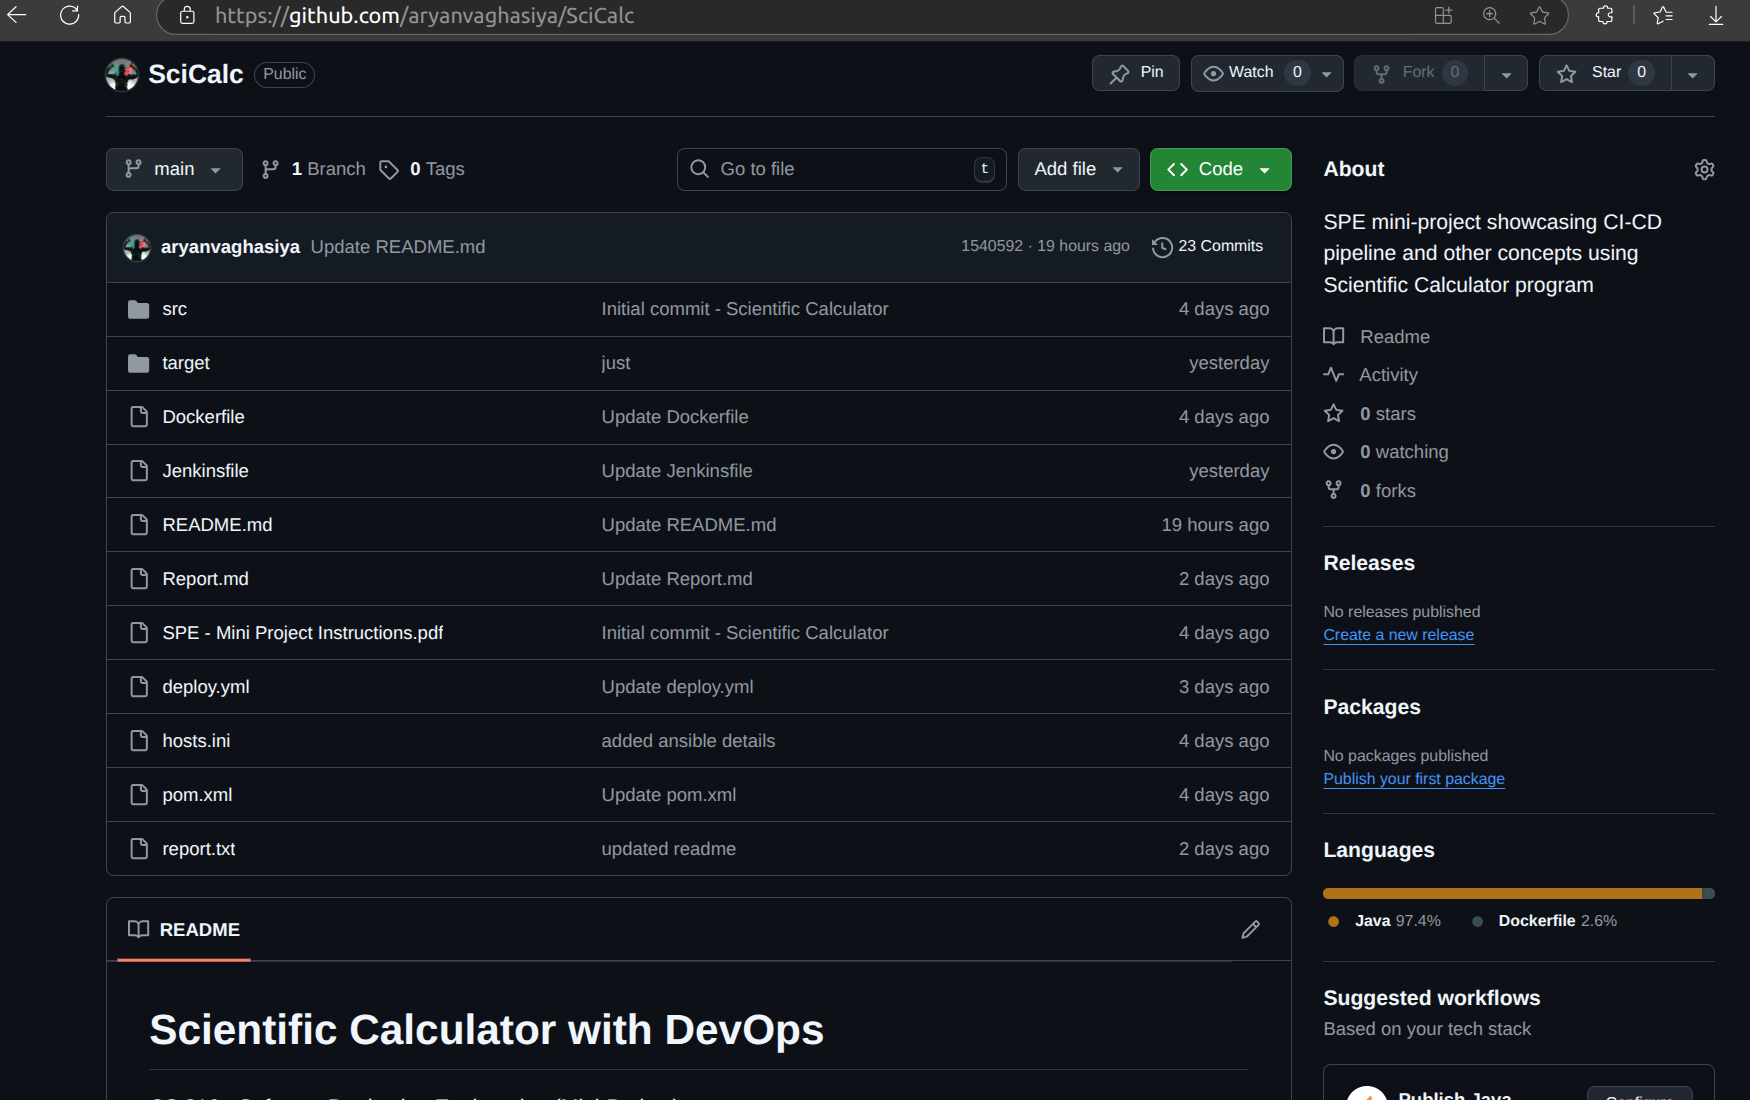 https://github.com/aryanvaghasiya/SciCalc
SciCalc Public
Pin
Watch 0
Fork 0
Star 0
main
1 Branch
0 Tags
Go to file t
Add file
Code
aryanvaghasiya Update README.md 1540592 · 19 hours ago 23 Commits
src Initial commit - Scientific Calculator 4 days ago
target just yesterday
Dockerfile Update Dockerfile 4 days ago
Jenkinsfile Update Jenkinsfile yesterday
README.md Update README.md 19 hours ago
Report.md Update Report.md 2 days ago
SPE - Mini Project Instructions.pdf Initial commit - Scientific Calculator 4 days ago
deploy.yml Update deploy.yml 3 days ago
hosts.ini added ansible details 4 days ago
pom.xml Update pom.xml 4 days ago
report.txt updated readme 2 days ago
README
Scientific Calculator with DevOps
About
SPE mini-project showcasing CI-CD
pipeline and other concepts using
Scientific Calculator program
Readme
Activity
0 stars
0 watching
0 forks
Releases
No releases published
Create a new release
Packages
No packages published
Publish your first package
Languages
Java 97.4% Dockerfile 2.6%
Suggested workflows
Based on your tech stack
Publish Java
Configure